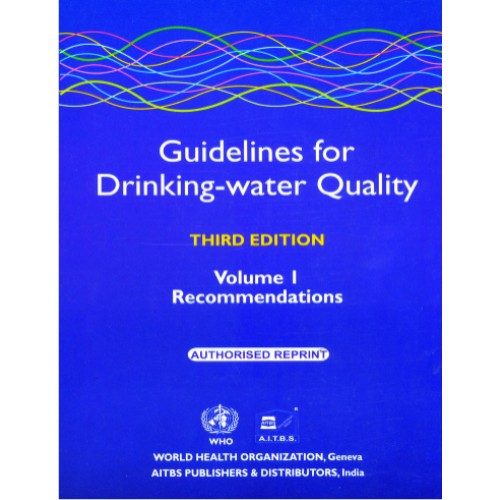 Guidelines for
Drinking-water Quality
THIRD EDITION
Volume 1
Recommendations
AUTHORISED REPRINT
WHO
AITBS
®
A.I.T.B.S.
WORLD HEALTH ORGANIZATION, Geneva
AITBS PUBLISHERS & DISTRIBUTORS, India